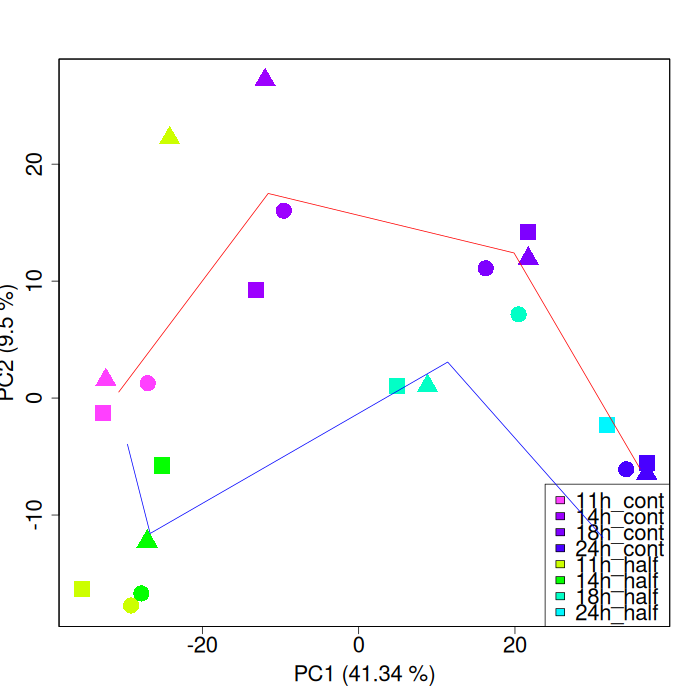 20
10
0
-10
PC2 (9.5 %)
-20
0
20
PC1 (41.34 %)
11h_cont
14h_cont
18h_cont
24h_cont
11h_half
14h_half
18h_half
24h_half